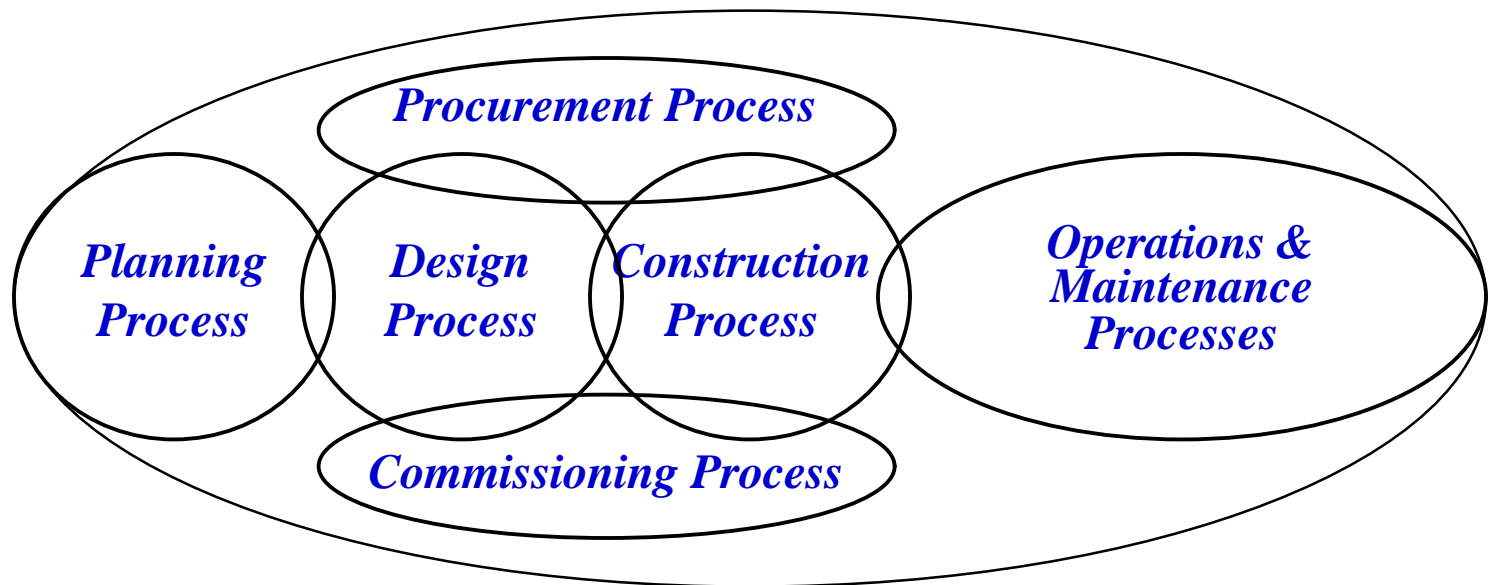 Procurement Process
Planning
Process
Design
Process
Construction
Process
Operations &
Maintenance
Processes
Commissioning Process